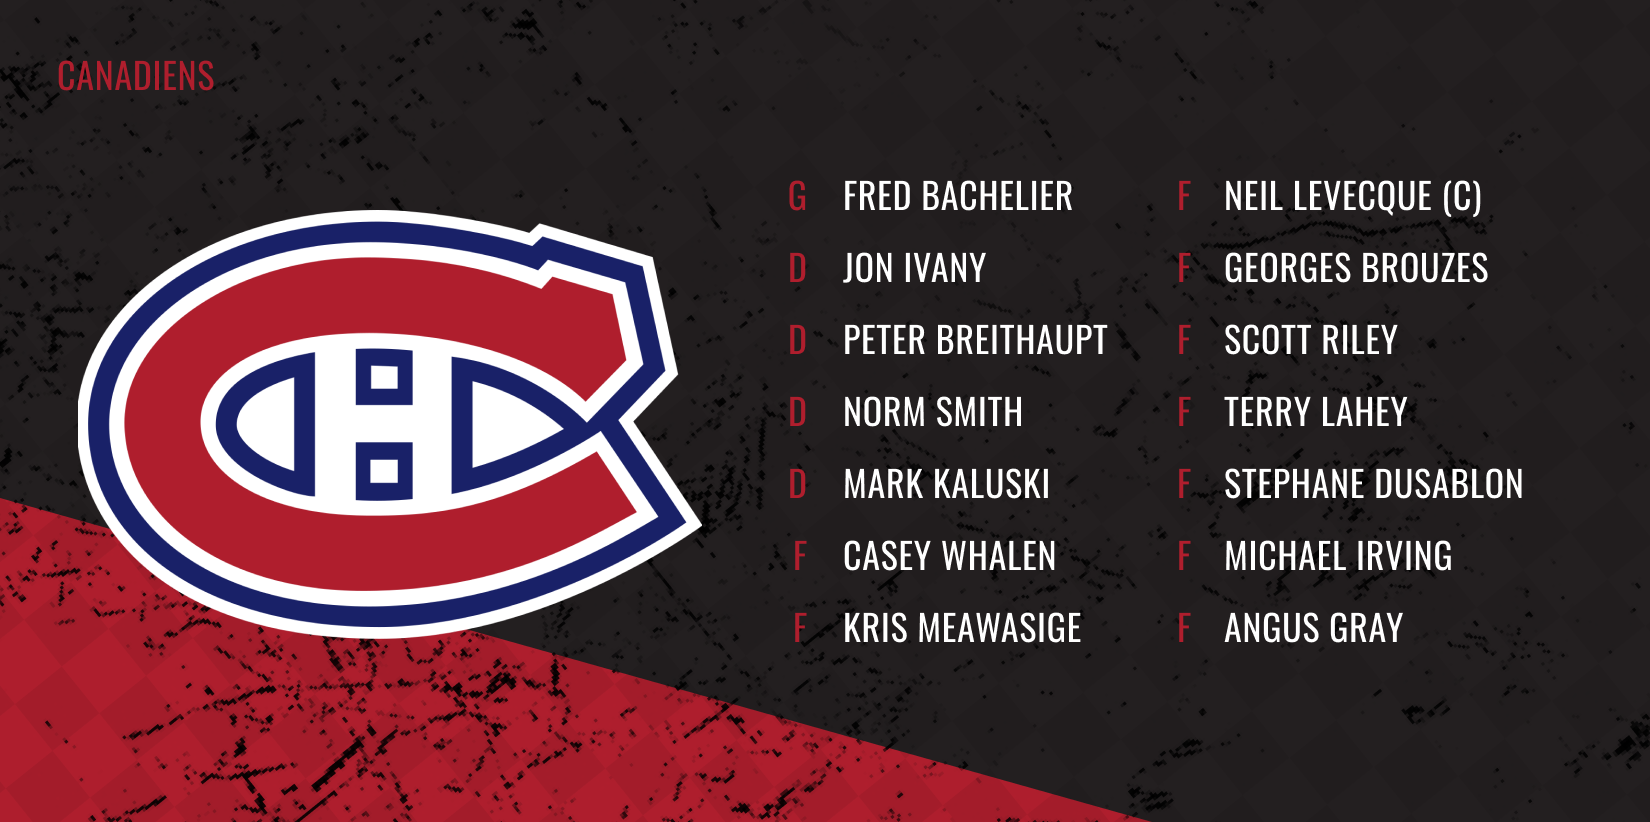 CANADIENS
G FRED BACHELIER
D JON IVANY
D PETER BREITHAUPT
D NORM SMITH
D MARK KALUSKI
F CASEY WHALEN
F KRIS MEAWASIGE
F NEIL LEVECQUE (C)
F GEORGES BROUZES
F SCOTT RILEY
F TERRY LAHEY
F STEPHANE DUSABLON
F MICHAEL IRVING
F ANGUS GRAY